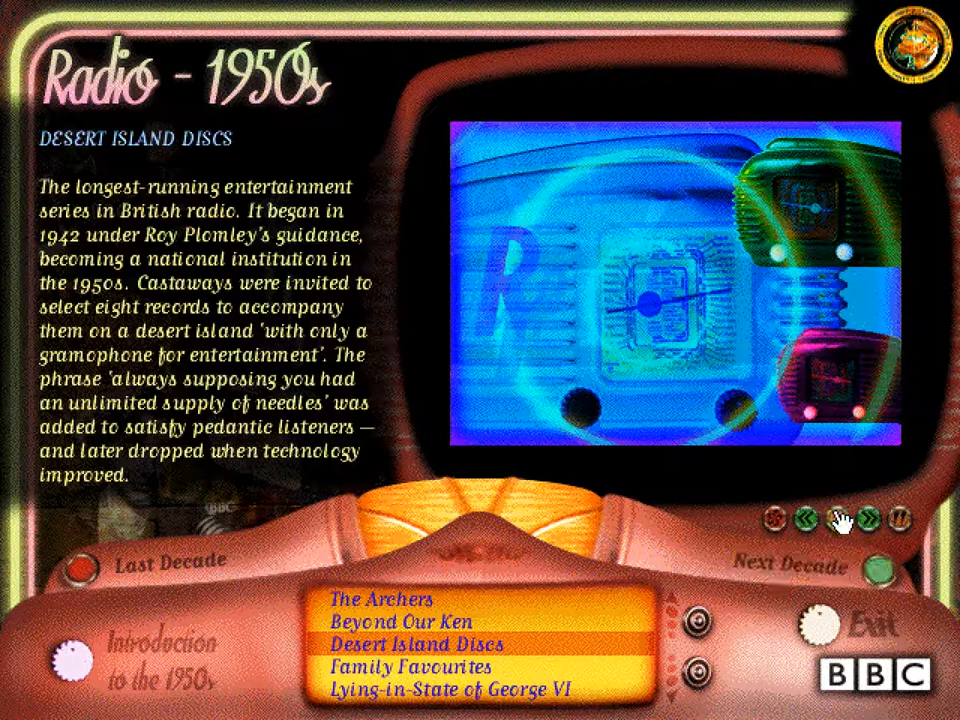 Radio - 1950s
DESERT ISLAND DISCS
The longest-running entertainment
series in British radio. It began in
1942 under Roy Plomley's guidance,
becoming a national institution in
the 1950s. Castaways were invited to
select eight records to accompany
them on a desert island 'with only a
gramophone for entertainment'. The
phrase 'always supposing you had
an unlimited supply of needles' was
added to satisfy pedantic listeners —
and later dropped when technology
improved.
Last Decade
Next Decade
Introduction
to the 1950s
The Archers
Beyond Our Ken
Desert Island Discs
Family Favourites
Lying-in-State of George VI
Exit
BBC